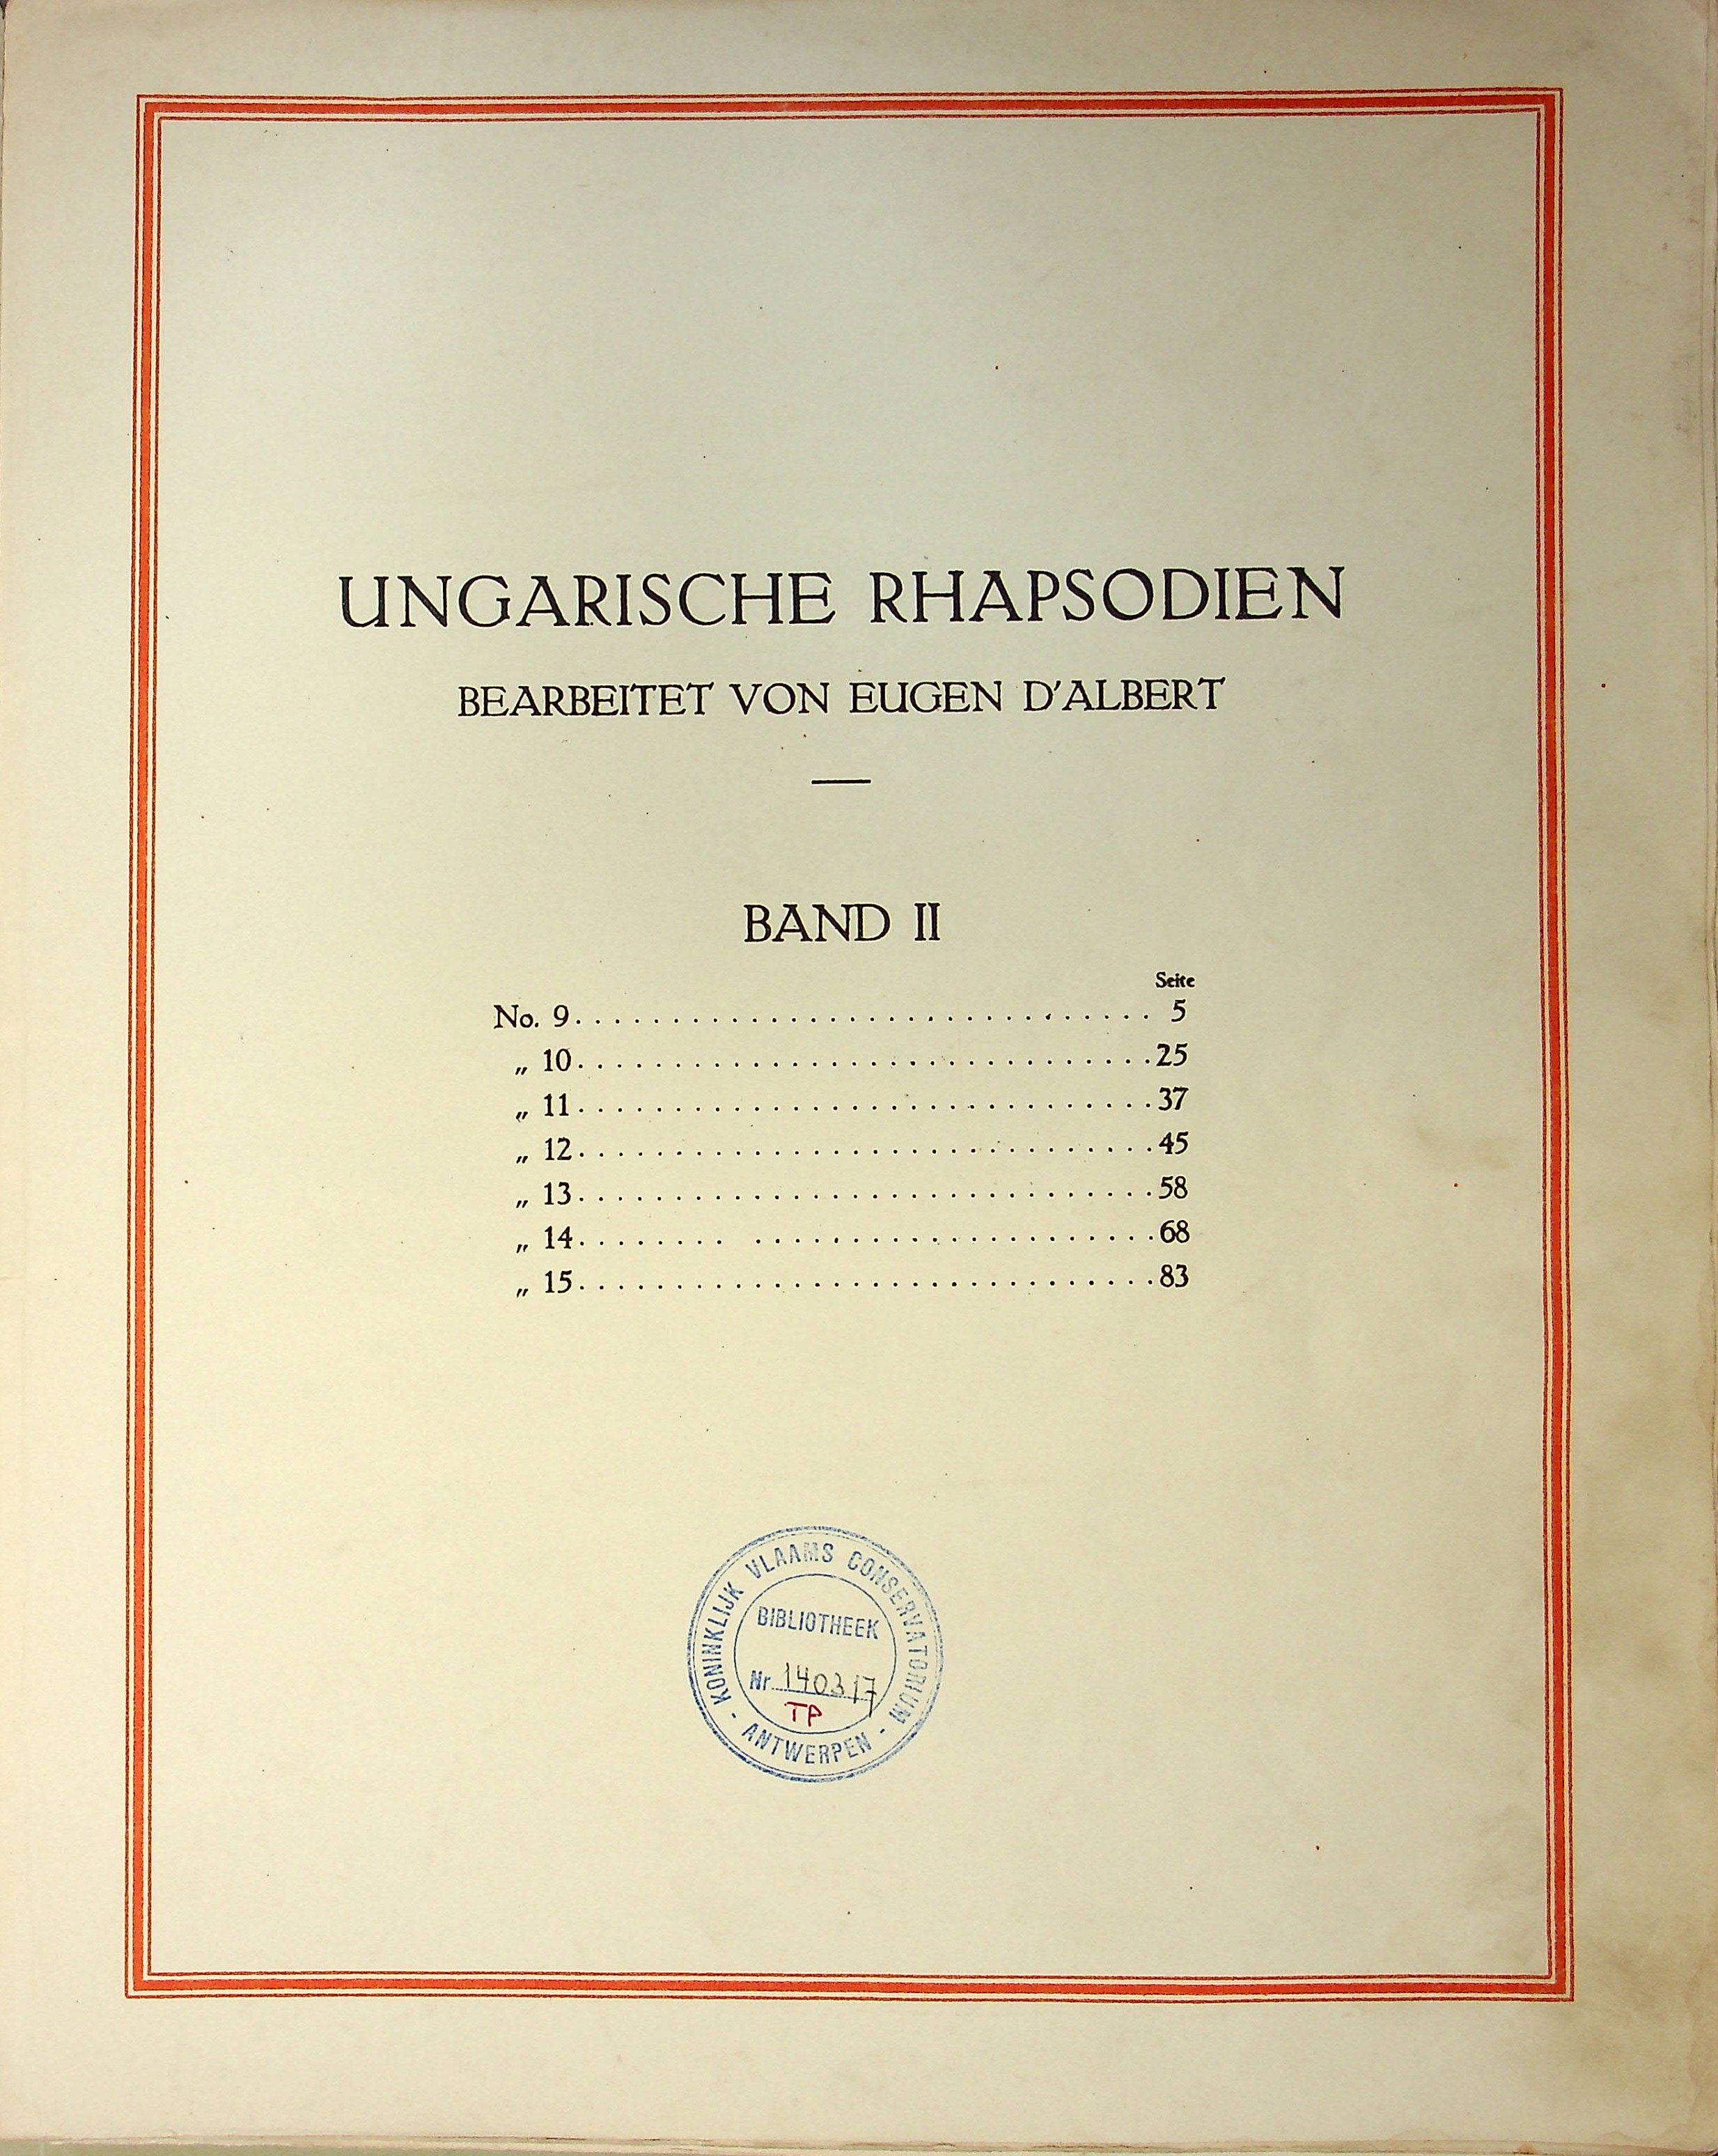 UNGARISCHE RHAPSODIEN
BEARBEITET VON EUGEN D'ALBERT
BAND II
Seite
No. 9. . . . . . . . . . . . . . . . . . . . . . . . . . . . . . 5
„ 10. . . . . . . . . . . . . . . . . . . . . . . . . . . . . . 25
„ 11. . . . . . . . . . . . . . . . . . . . . . . . . . . . . . 37
„ 12. . . . . . . . . . . . . . . . . . . . . . . . . . . . . . 45
„ 13. . . . . . . . . . . . . . . . . . . . . . . . . . . . . . 58
„ 14. . . . . . . . . . . . . . . . . . . . . . . . . . . . . 68
„ 15. . . . . . . . . . . . . . . . . . . . . . . . . . . . . . 83
KONINKLIJK VLAAMS CONSERVATORIUM
BIBLIOTHEEK
Nr. 140317
TP
- ANTWERPEN -